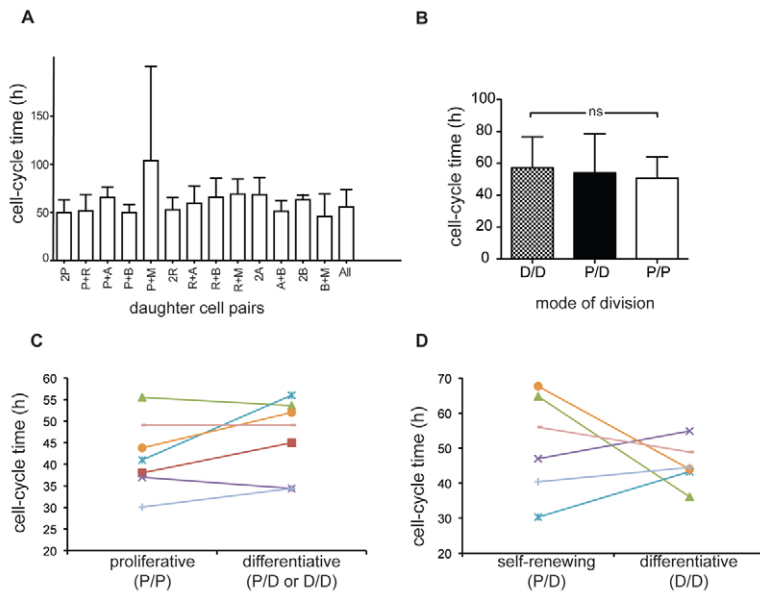 A
cell-cycle time (h)
150
100
50
0
2P
P+R
P+A
P+B
P+M
2R
R+A
R+B
R+M
2A
A+B
2B
B+M
All
daughter cell pairs
B
cell-cycle time (h)
100
80
60
40
20
0
ns
D/D P/D P/P
mode of division
C
cell-cycle time (h)
60
55
50
45
40
35
30
25
20
proliferative differentiative
(P/P) (P/D or D/D)
D
cell-cycle time (h)
70
60
50
40
30
20
self-renewing differentiative
(P/D) (D/D)